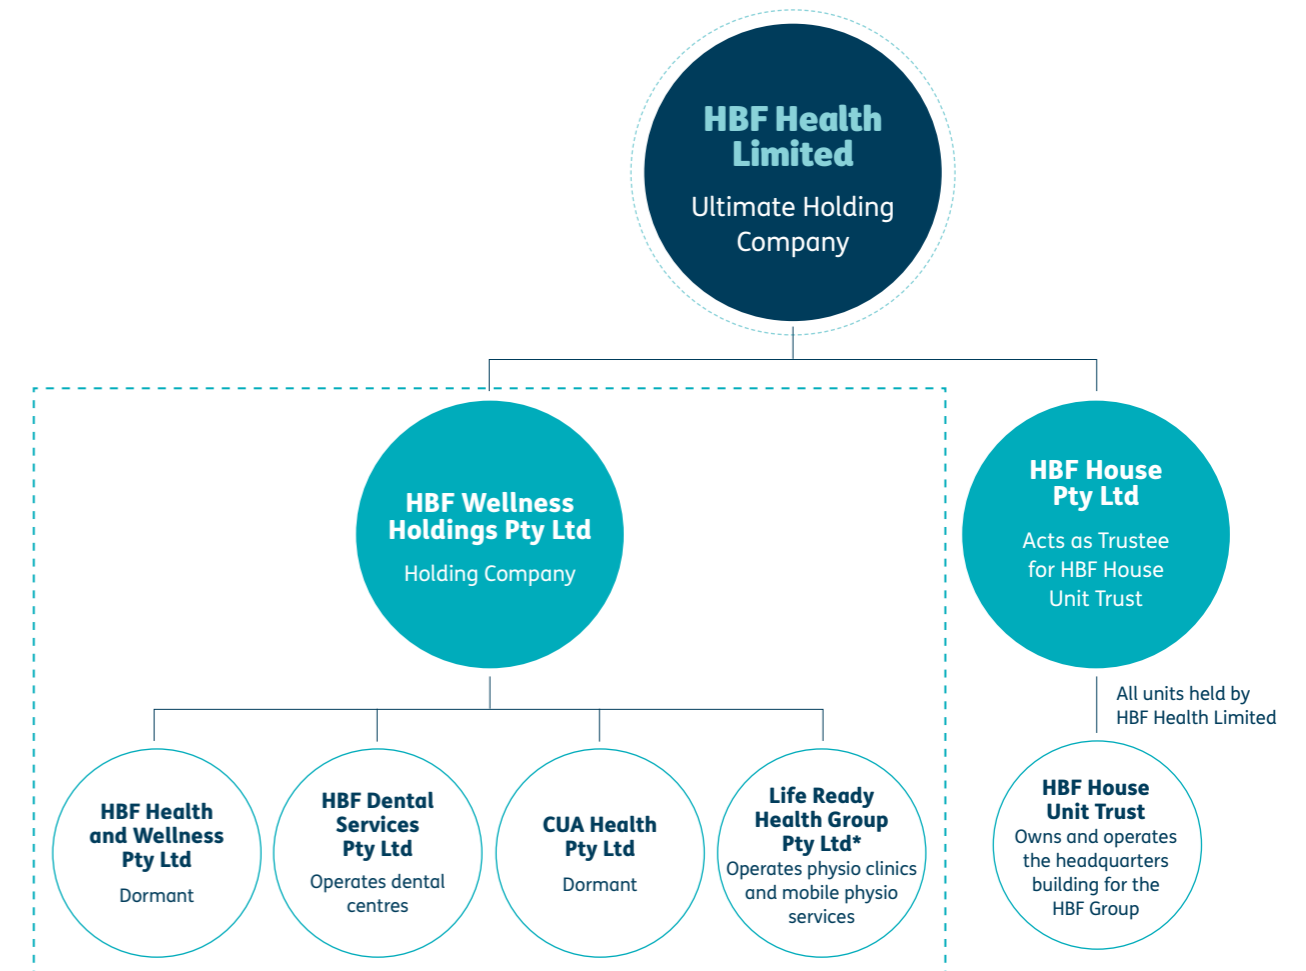 HBF Health
Limited
Ultimate Holding
Company
HBF Wellness
Holdings Pty Ltd
Holding Company
HBF House
Pty Ltd
Acts as Trustee
for HBF House
Unit Trust
All units held by
HBF Health Limited
HBF Health
and Wellness
Pty Ltd
Dormant
HBF Dental
Services
Pty Ltd
Operates dental
centres
CUA Health
Pty Ltd
Dormant
Life Ready
Health Group
Pty Ltd*
Operates physio clinics
and mobile physio
services
HBF House
Unit Trust
Owns and operates
the headquarters
building for the
HBF Group